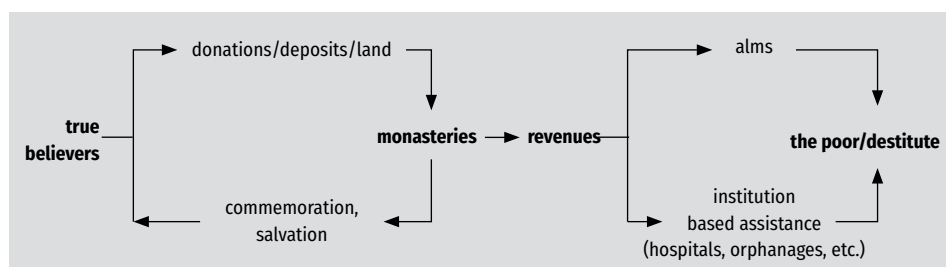 donations/deposits/land
alms
true
believers
monasteries
revenues
the poor/destitute
commemoration,
salvation
institution
based assistance
(hospitals, orphanages, etc.)